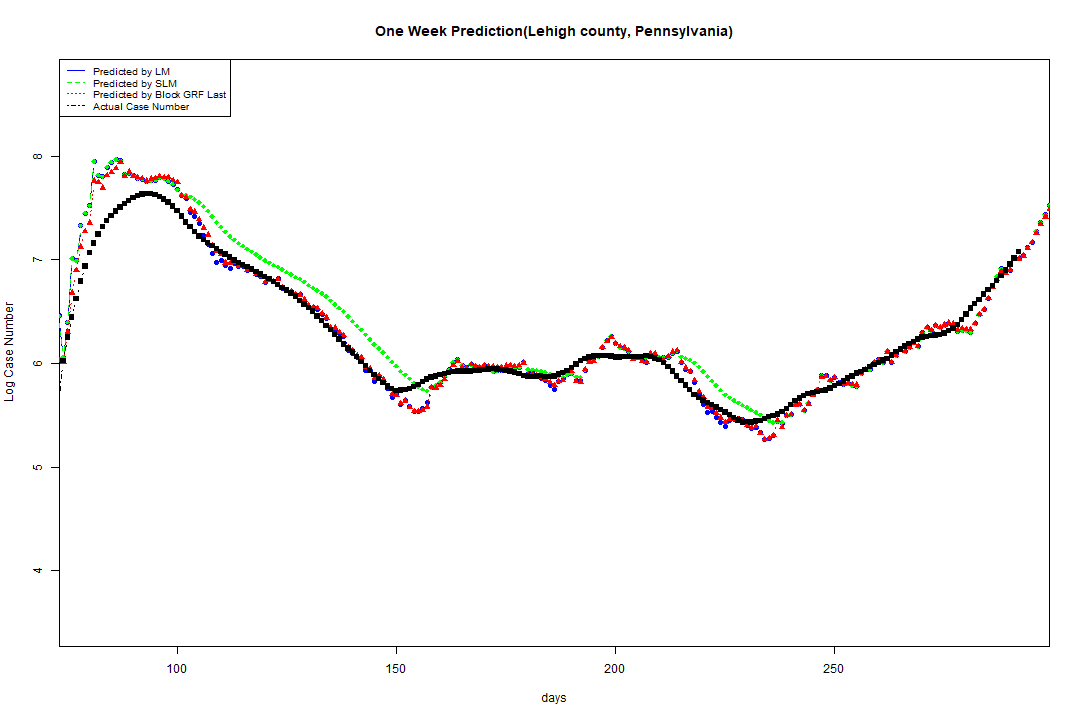 One Week Prediction(Lehigh county, Pennsylvania)
Predicted by LM
Predicted by SLM
Predicted by Block GRF Last
Actual Case Number
8
7
6
5
4
Log Case Number
100 150 200 250
days